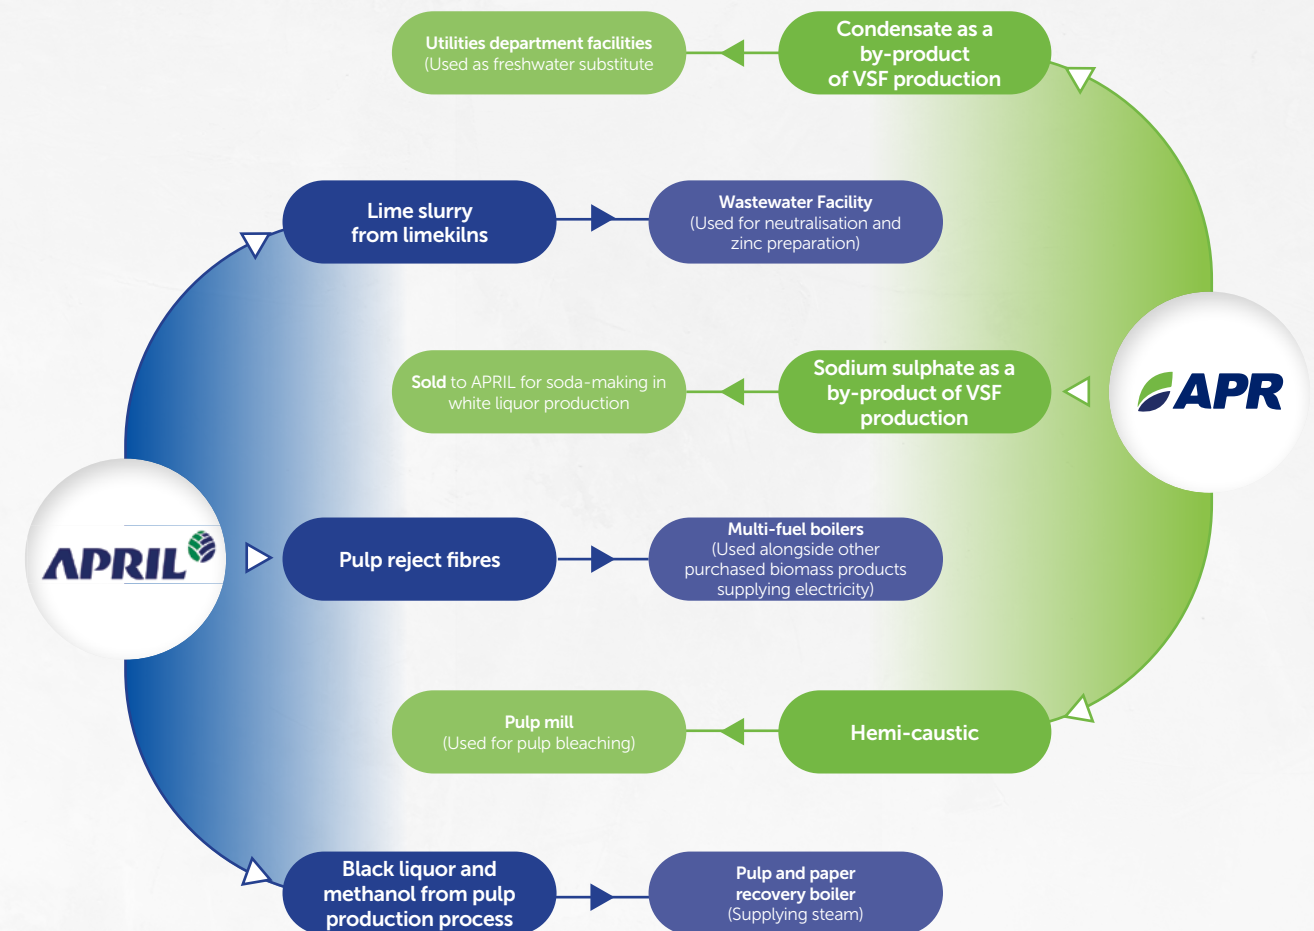 Utilities department facilities
(Used as freshwater substitute
Condensate as a
by-product
of VSF production
Lime slurry
from limekilns
Wastewater Facility
(Used for neutralisation and
zinc preparation)
Sold to APRIL for soda-making in
white liquor production
Sodium sulphate as a
by-product of VSF
production
APR
APRIL
Pulp reject fibres
Multi-fuel boilers
(Used alongside other
purchased biomass products
supplying electricity)
Pulp mill
(Used for pulp bleaching)
Hemi-caustic
Black liquor and
methanol from pulp
production process
Pulp and paper
recovery boiler
(Supplying steam)